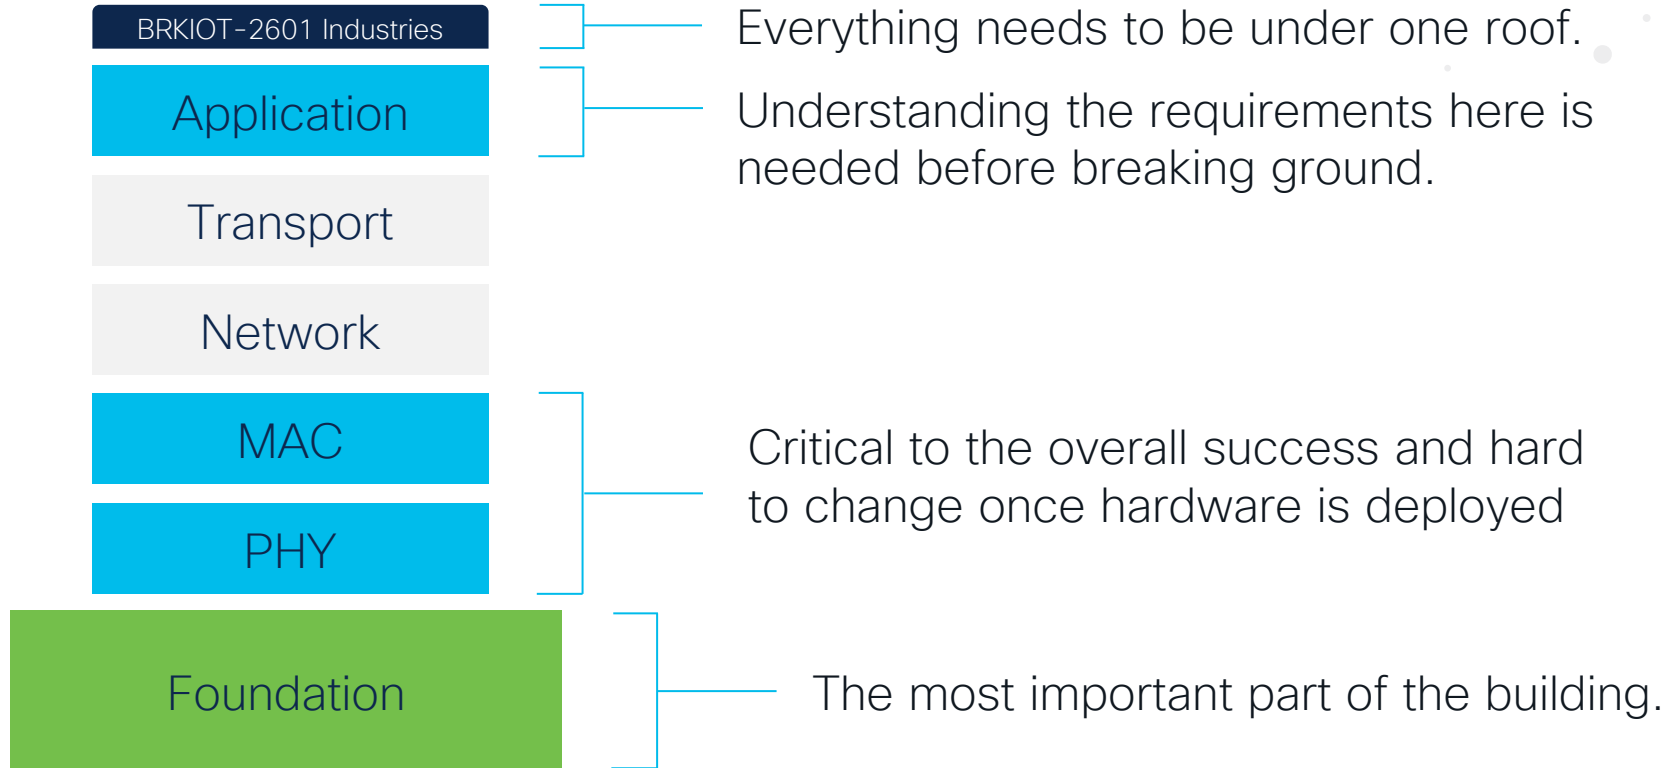 BRKIOT-2601 Industries
Everything needs to be under one roof.
Application
Understanding the requirements here is
needed before breaking ground.
Transport
Network
MAC
PHY
Critical to the overall success and hard
to change once hardware is deployed
Foundation
The most important part of the building.